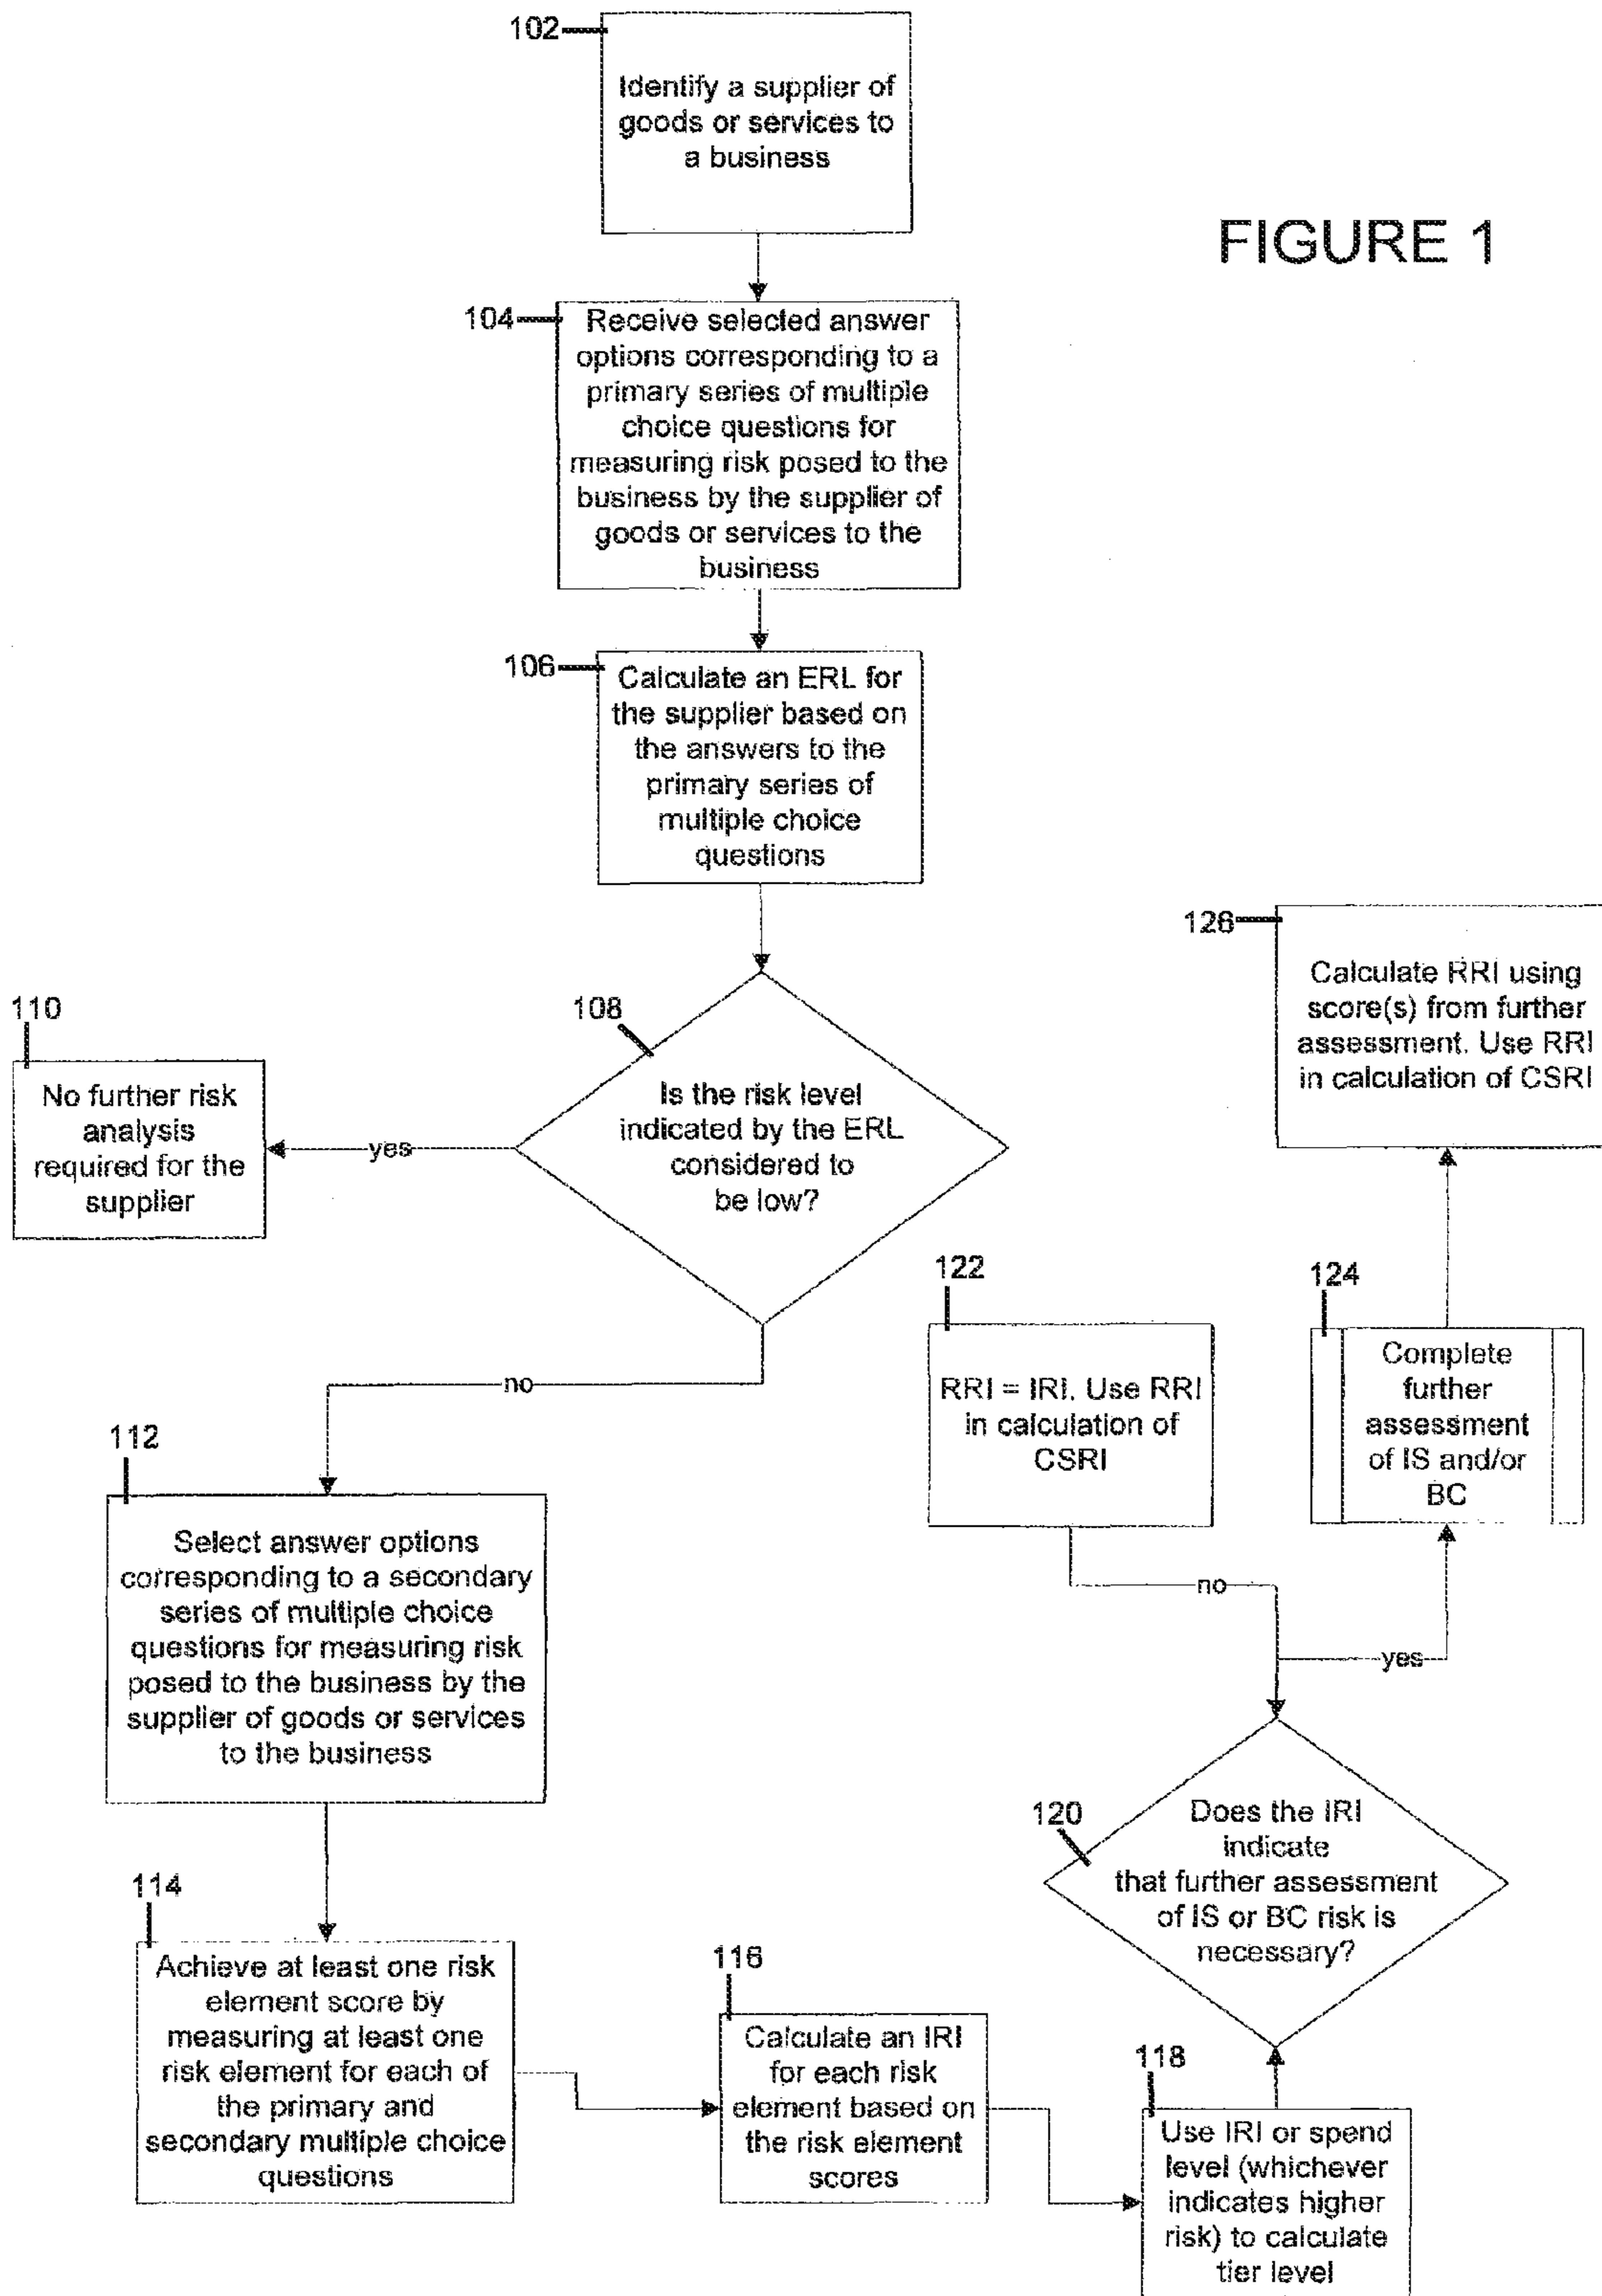 102
Identify a supplier of
goods or services to
a business
FIGURE 1
104
Receive selected answer
options corresponding to a
primary series of multiple
choice questions for
measuring risk posed to the
business by the supplier of
goods or services to the
business
106
Calculate an ERL for
the supplier based on
the answers to the
primary series of
multiple choice
questions
108
Is the risk level
indicated by the ERL
considered to
be low?
yes
110
No further risk
analysis
required for the
supplier
no
112
Select answer options
corresponding to a secondary
series of multiple choice
questions for measuring risk
posed to the business by the
supplier of goods or services
to the business
114
Achieve at least one risk
element score by
measuring at least one
risk element for each of
the primary and
secondary multiple choice
questions
116
Calculate an IRI
for each risk
element based on
the risk element
scores
118
Use IRI or spend
level (whichever
indicates higher
risk) to calculate
tier level
120
Does the IRI
indicate
that further assessment
of IS or BC risk is
necessary?
no
122
RRI = IRI. Use RRI
in calculation of
CSRI
yes
124
Complete
further
assessment
of IS and/or
BC
126
Calculate RRI using
score(s) from further
assessment. Use RRI
in calculation of CSRI